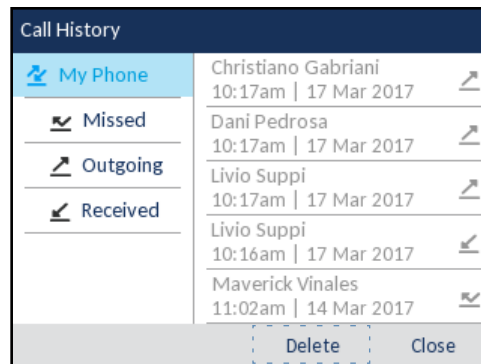 Call History
My Phone
Missed
Outgoing
Received
Christiano Gabriani
10:17am | 17 Mar 2017
Dani Pedrosa
10:17am | 17 Mar 2017
Livio Suppi
10:17am | 17 Mar 2017
Livio Suppi
10:16am | 17 Mar 2017
Maverick Vinales
11:02am | 14 Mar 2017
Delete Close